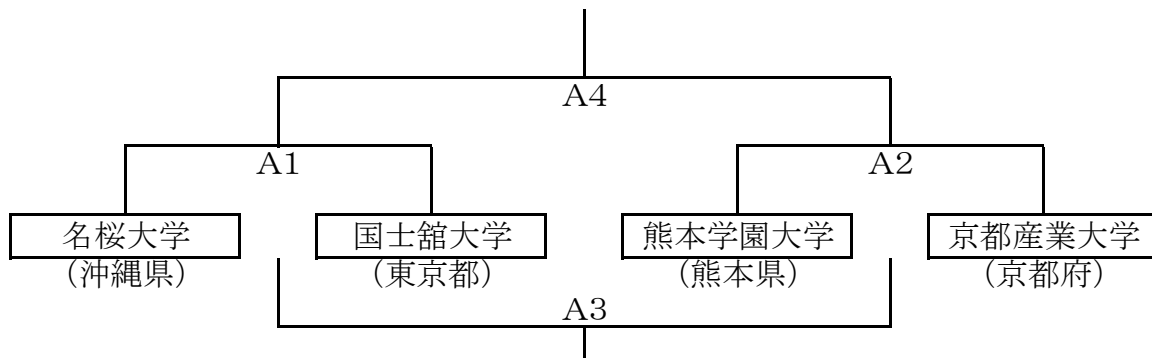 A4
A1
A2
名桜大学
(沖縄県)
国士舘大学
(東京都)
熊本学園大学
(熊本県)
京都産業大学
(京都府)
A3